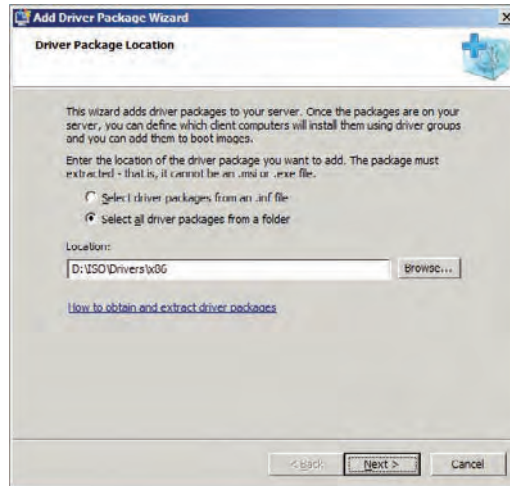 Add Driver Package Wizard
Driver Package Location
This wizard adds driver packages to your server. Once the packages are on your
server, you can define which client computers will install them using driver groups
and you can add them to boot images.
Enter the location of the driver package you want to add. The package must
extracted - that is, it cannot be an .msi or .exe file.
Select driver packages from an .inf file
Select all driver packages from a folder
Location:
D:\ISO\Drivers\x86
Browse...
How to obtain and extract driver packages
< Back
Next >
Cancel